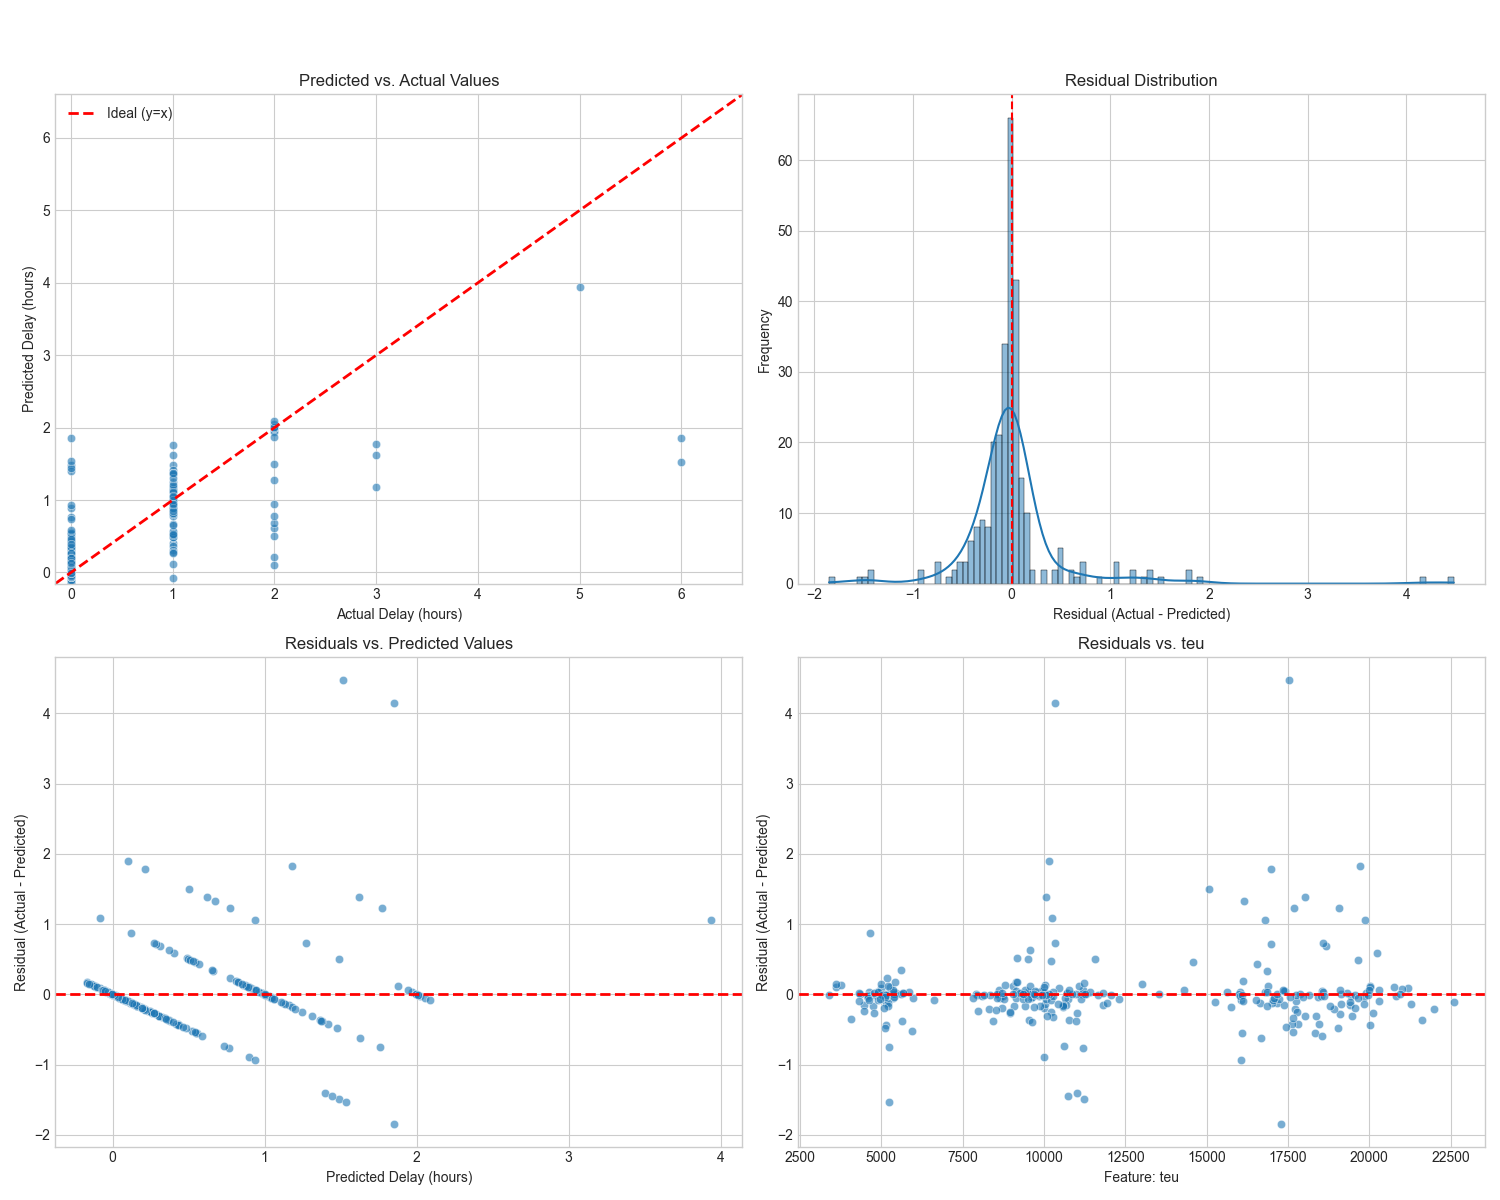 Predicted vs. Actual Values
Ideal (y=x)
Predicted Delay (hours)
6
5
4
3
2
1
0
0 1 2 3 4 5 6
Actual Delay (hours)
Residual Distribution
Frequency
60
50
40
30
20
10
0
−2 −1 0 1 2 3 4
Residual (Actual - Predicted)
Residuals vs. Predicted Values
Residual (Actual - Predicted)
4
3
2
1
0
−1
−2
0 1 2 3 4
Predicted Delay (hours)
Residuals vs. teu
Residual (Actual - Predicted)
4
3
2
1
0
−1
−2
2500 5000 7500 10000 12500 15000 17500 20000 22500
Feature: teu